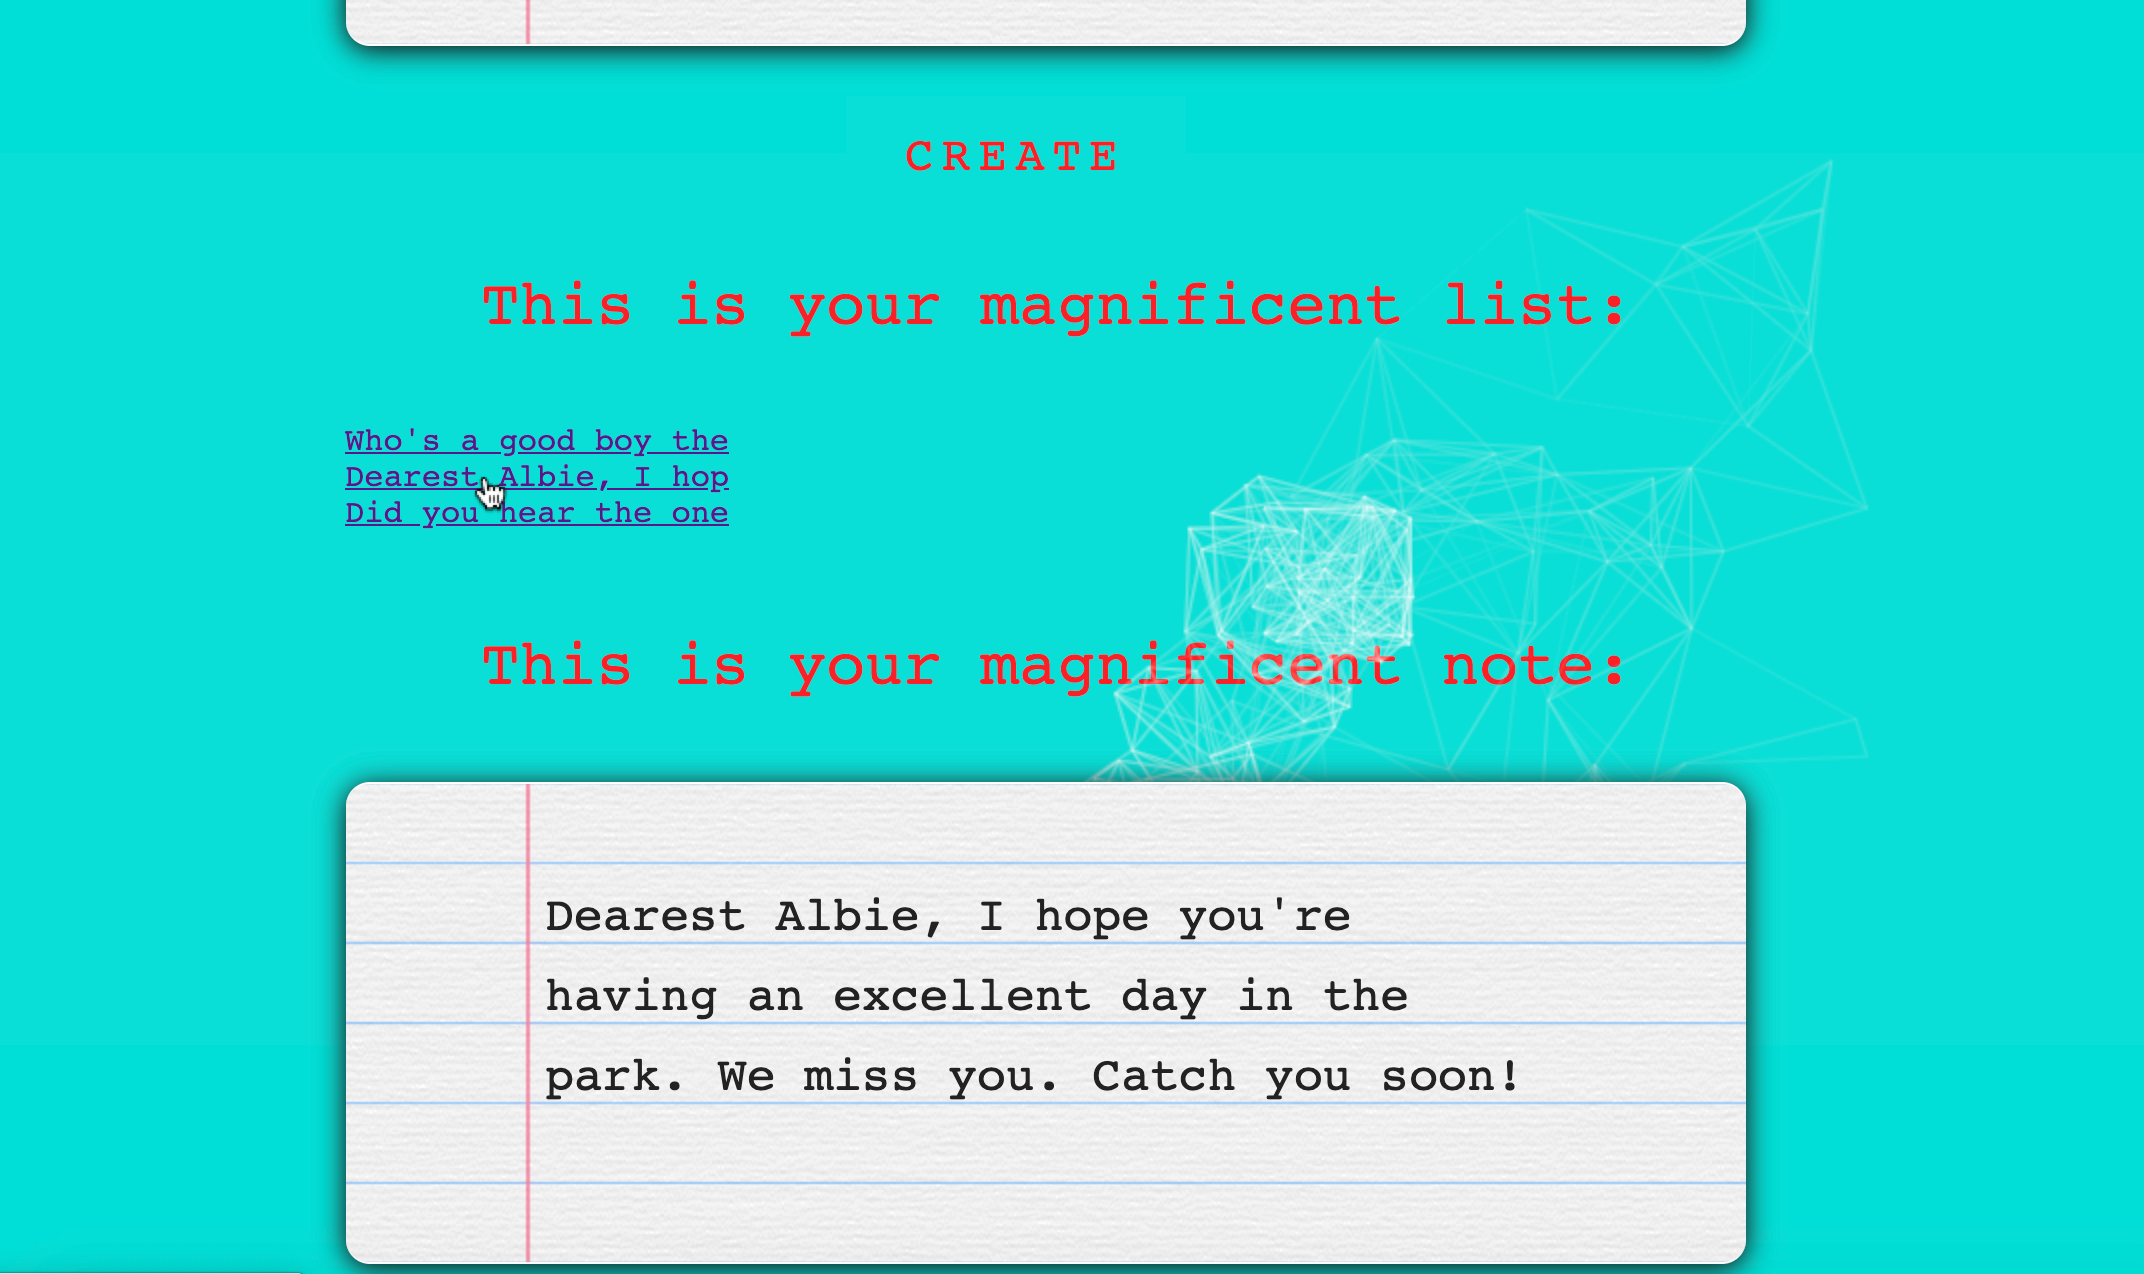 CREATE
This is your magnificent list:
Who's a good boy the
Dearest Albie, I hop
Did you hear the one
This is your magnificent note:
Dearest Albie, I hope you're
having an excellent day in the
park. We miss you. Catch you soon!